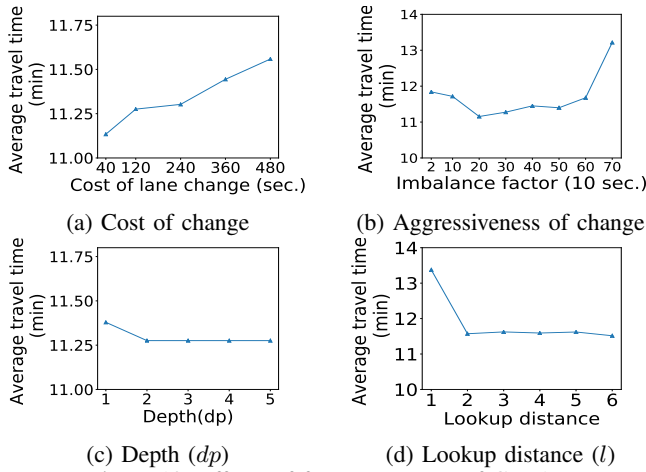 Average travel time
(min)
11.75
11.50
11.25
11.00
40 120 240 360 480
Cost of lane change (sec.)
(a) Cost of change
Average travel time
(min)
14
13
12
11
10
2 10 20 30 40 50 60 70
Imbalance factor (10 sec.)
(b) Aggressiveness of change
Average travel time
(min)
11.75
11.50
11.25
11.00
1 2 3 4 5
Depth(dp)
(c) Depth (dp)
Average travel time
(min)
14
13
12
11
10
1 2 3 4 5 6
Lookup distance
(d) Lookup distance (l)